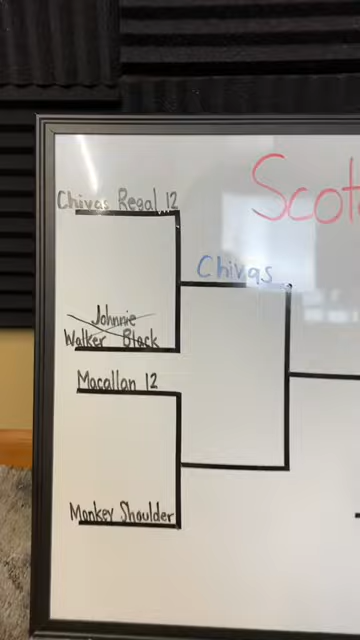 Scot
Chivas Regal 12
Chivas
Johnnie
Walker Black
Macallan 12
Monkey Shoulder